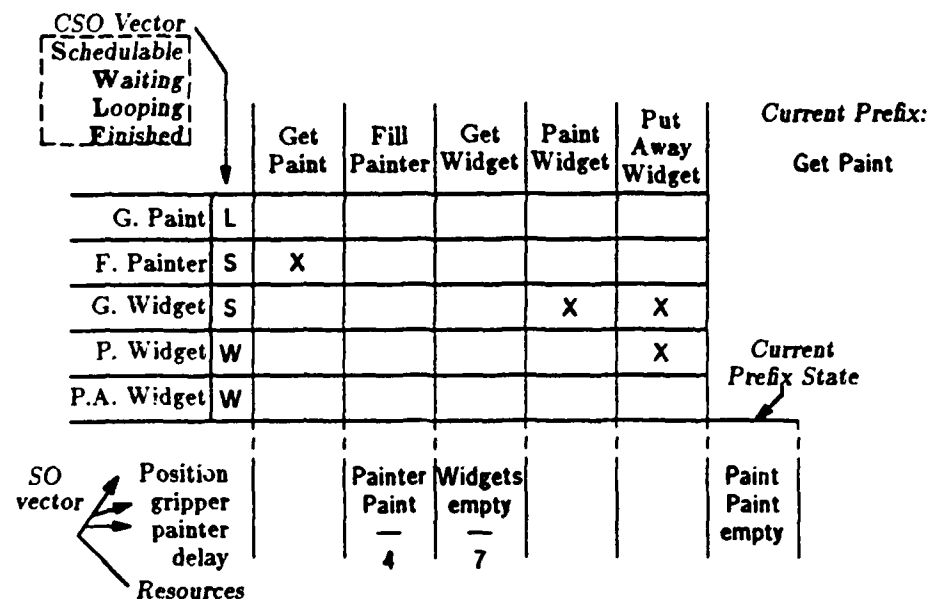 CSO Vector
Schedulable
Waiting
Looping
Finished
Get Paint
Fill Painter
Get Widget
Paint Widget
Put Away Widget
Current Prefix:
Get Paint
G. Paint L
F. Painter S X
G. Widget S X X
P. Widget W X
P.A. Widget W
Current
Prefix State
SO
vector
Position Painter Widgets Paint
gripper Paint empty Paint
painter — — empty
delay 4 7
Resources